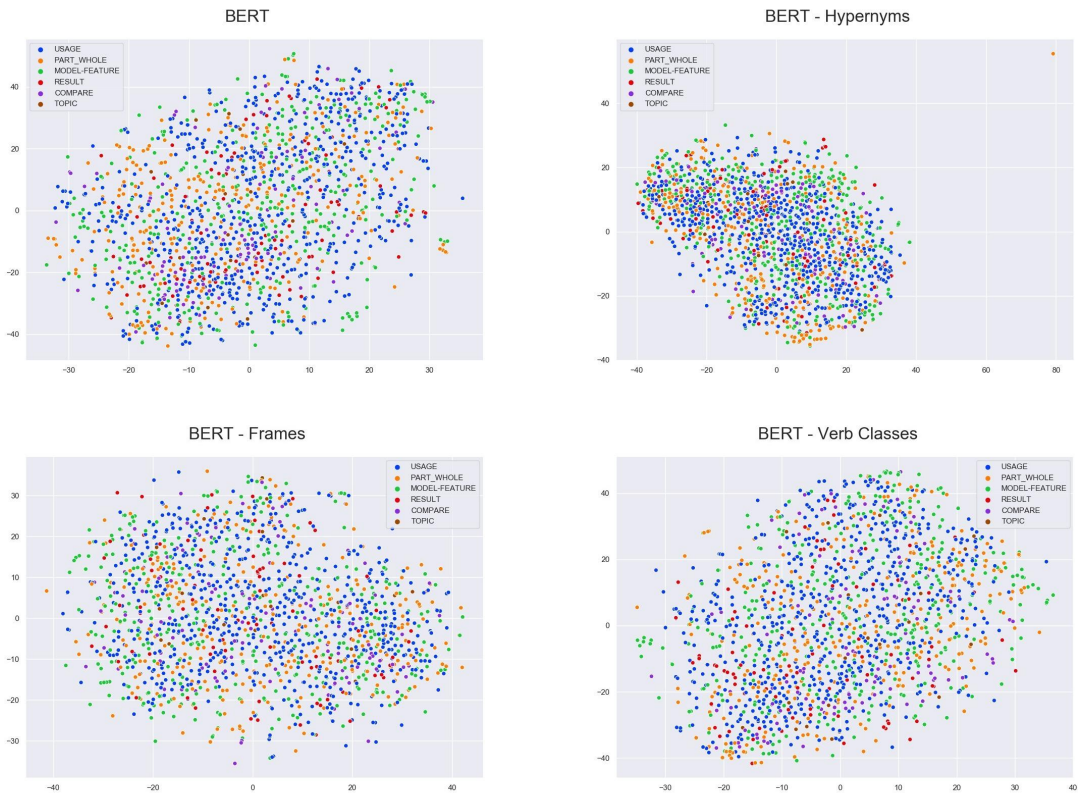 BERT
USAGE
PART_WHOLE
MODEL-FEATURE
RESULT
COMPARE
TOPIC
40
20
0
−20
−40
−30
−20
−10
0
10
20
30
BERT - Hypernyms
USAGE
PART_WHOLE
MODEL-FEATURE
RESULT
COMPARE
TOPIC
40
20
0
−20
−40
−40
−20
0
20
40
60
80
BERT - Frames
USAGE
PART_WHOLE
MODEL-FEATURE
RESULT
COMPARE
TOPIC
30
20
10
0
−10
−20
−30
−40
−20
0
20
40
BERT - Verb Classes
USAGE
PART_WHOLE
MODEL-FEATURE
RESULT
COMPARE
TOPIC
40
20
0
−20
−40
−30
−20
−10
0
10
20
30
40